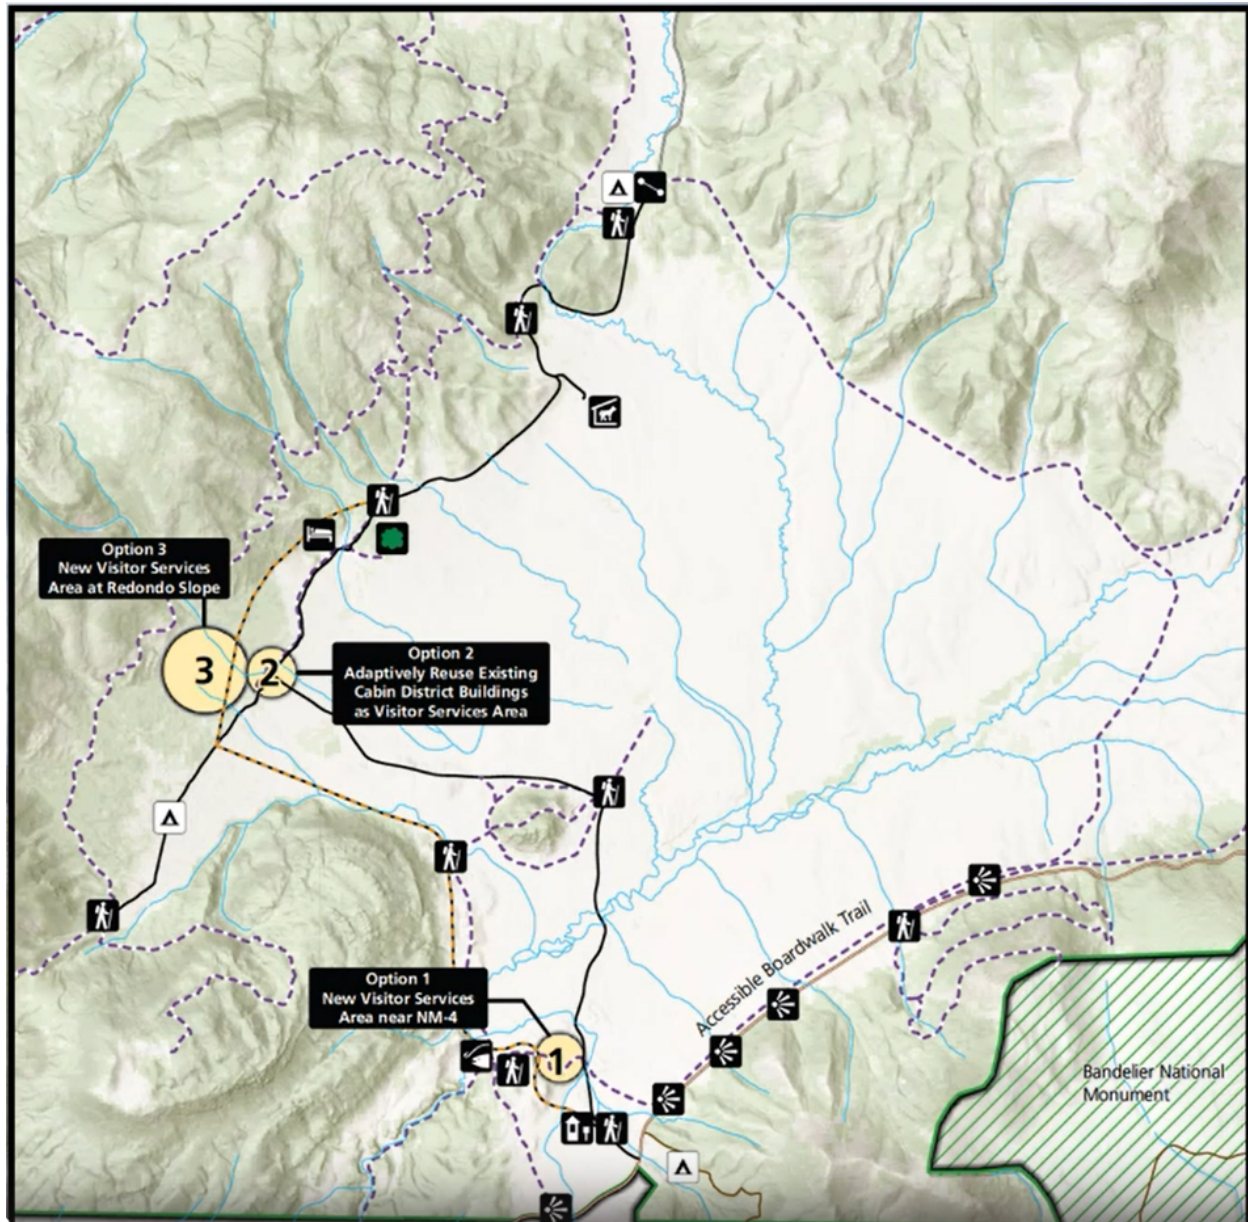 Option 3
New Visitor Services
Area at Redondo Slope
3
2
Option 2
Adaptively Reuse Existing
Cabin District Buildings
as Visitor Services Area
Accessible Boardwalk Trail
Option 1
New Visitor Services
Area near NM-4
1
Bandelier National
Monument